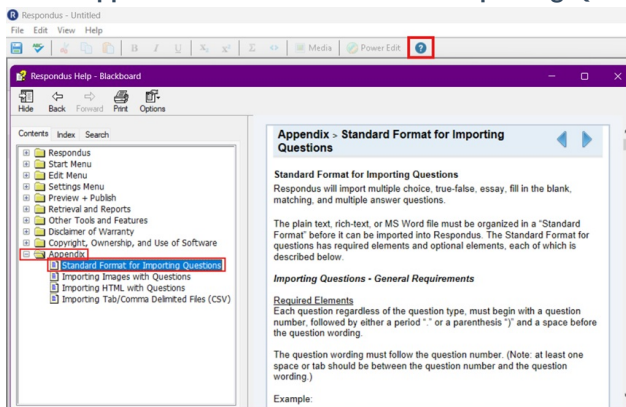 Respondus - Untitled
File Edit View Help
B I U X₂ X² Σ <> Media Power Edit ?
Respondus Help - Blackboard
Hide Back Forward Print Options
Contents Index Search
Respondus
Start Menu
Edit Menu
Settings Menu
Preview + Publish
Retrieval and Reports
Other Tools and Features
Disclaimer of Warranty
Copyright, Ownership, and Use of Software
Appendix
Standard Format for Importing Questions
Importing Images with Questions
Importing HTML with Questions
Importing Tab/Comma Delimited Files (CSV)
Appendix > Standard Format for Importing
Questions
Standard Format for Importing Questions
Respondus will import multiple choice, true-false, essay, fill in the blank,
matching, and multiple answer questions.
The plain text, rich-text, or MS Word file must be organized in a "Standard
Format" before it can be imported into Respondus. The Standard Format for
questions has required elements and optional elements, each of which is
described below.
Importing Questions - General Requirements
Required Elements
Each question regardless of the question type, must begin with a question
number, followed by either a period "." or a parenthesis ")" and a space before
the question wording.
The question wording must follow the question number. (Note: at least one
space or tab should be between the question number and the question
wording.)
Example: